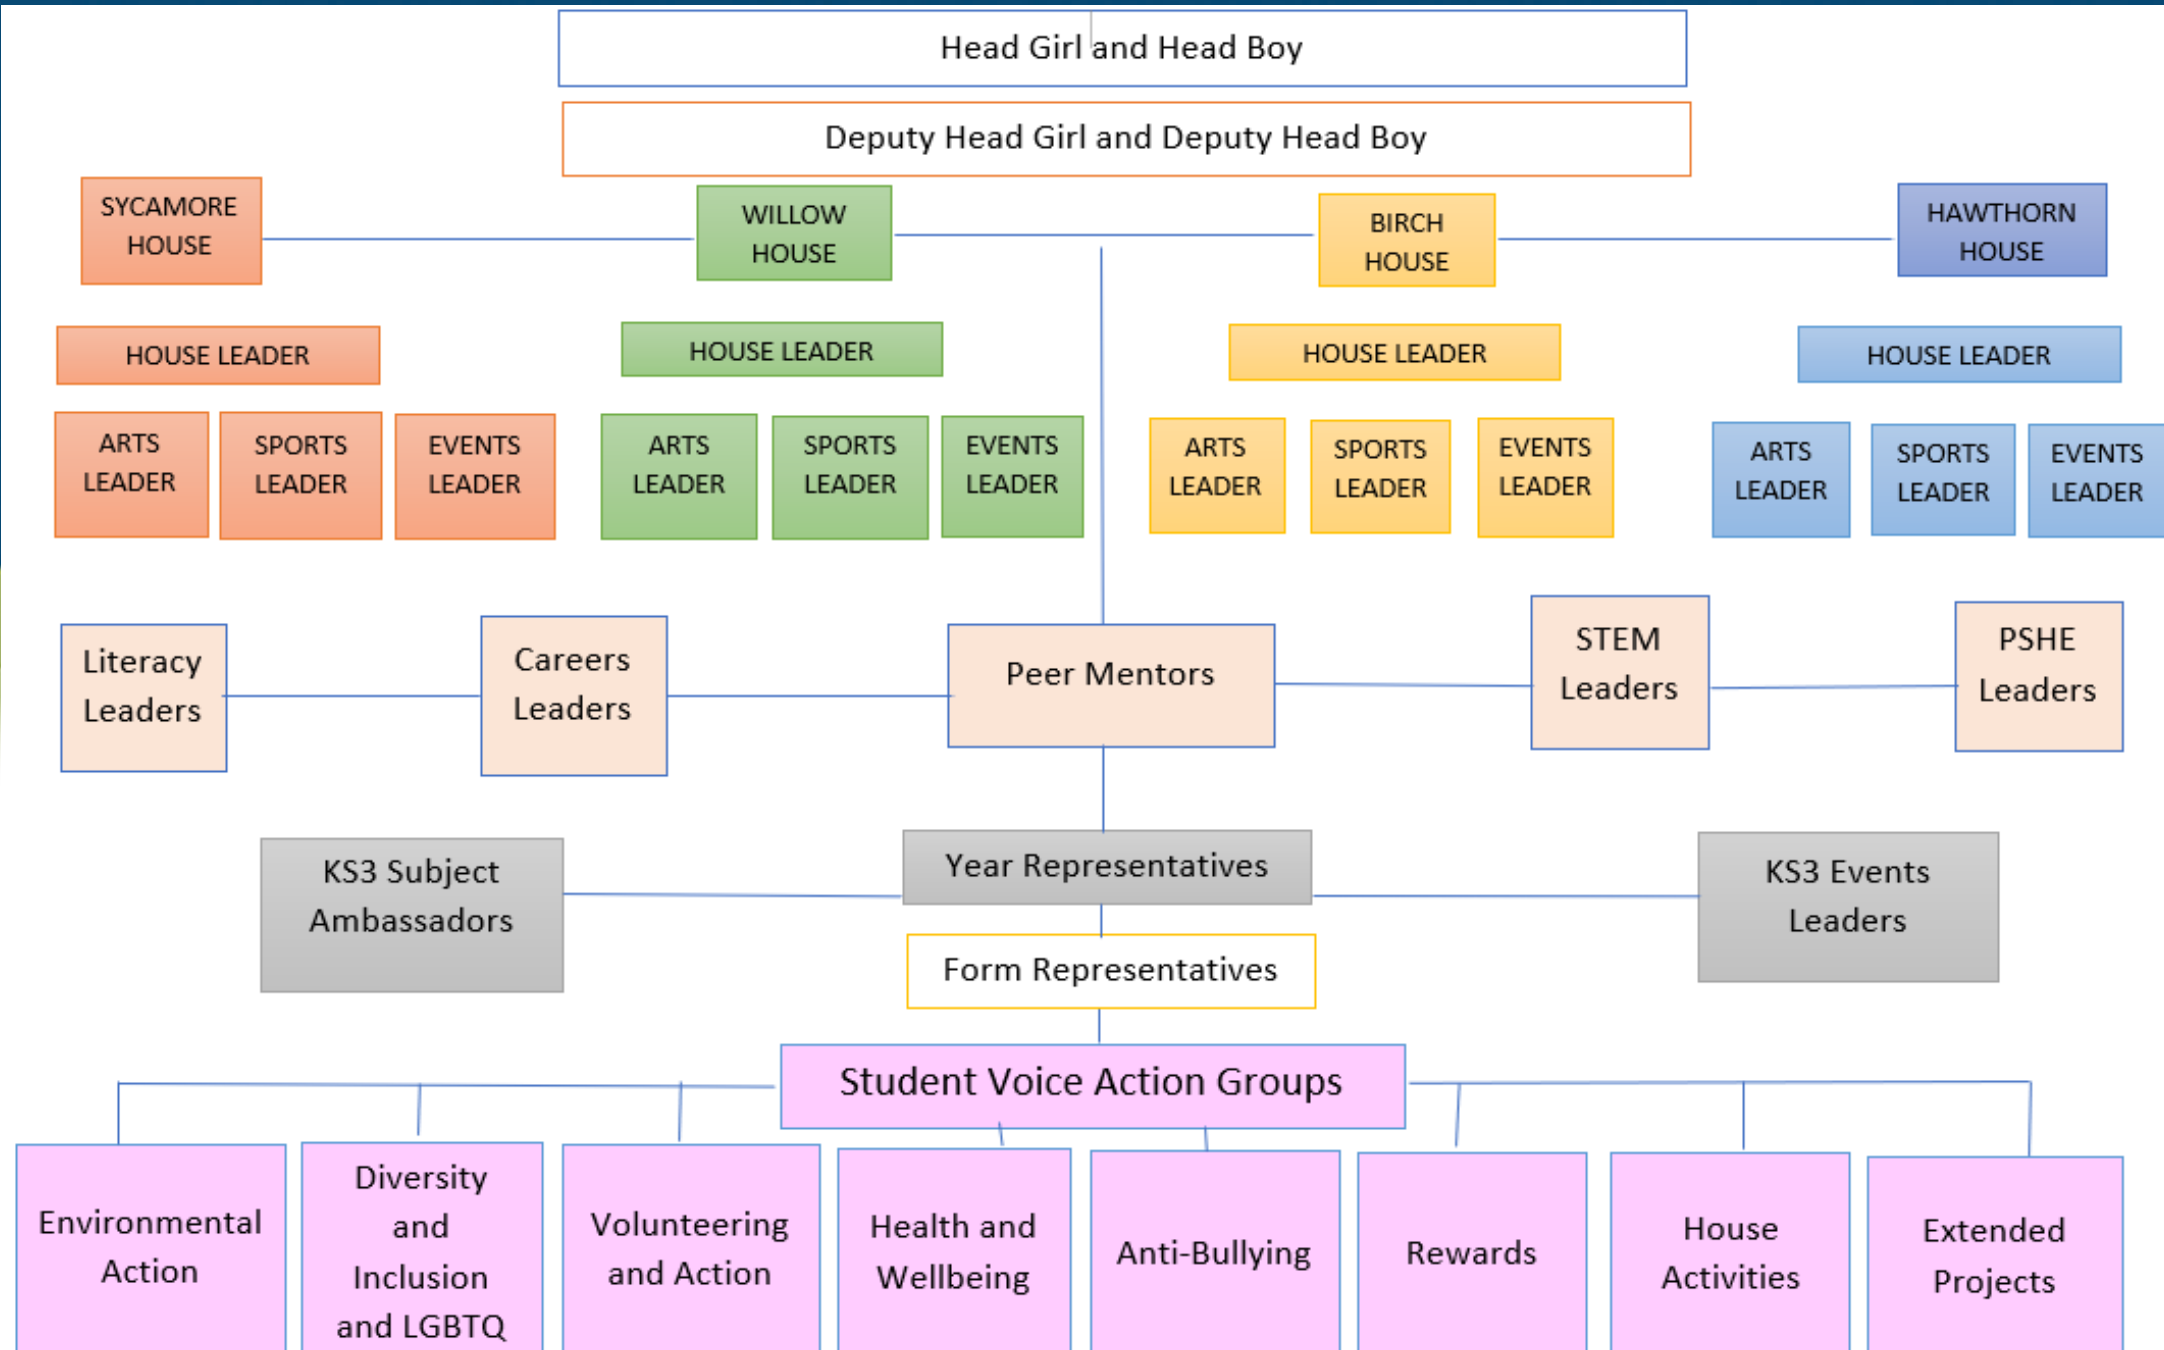 Head Girl and Head Boy
Deputy Head Girl and Deputy Head Boy
SYCAMORE
HOUSE
WILLOW
HOUSE
BIRCH
HOUSE
HAWTHORN
HOUSE
HOUSE LEADER
HOUSE LEADER
HOUSE LEADER
HOUSE LEADER
ARTS
LEADER
SPORTS
LEADER
EVENTS
LEADER
ARTS
LEADER
SPORTS
LEADER
EVENTS
LEADER
ARTS
LEADER
SPORTS
LEADER
EVENTS
LEADER
ARTS
LEADER
SPORTS
LEADER
EVENTS
LEADER
Literacy
Leaders
Careers
Leaders
Peer Mentors
STEM
Leaders
PSHE
Leaders
KS3 Subject
Ambassadors
Year Representatives
KS3 Events
Leaders
Form Representatives
Student Voice Action Groups
Environmental
Action
Diversity
and
Inclusion
and LGBTQ
Volunteering
and Action
Health and
Wellbeing
Anti-Bullying
Rewards
House
Activities
Extended
Projects